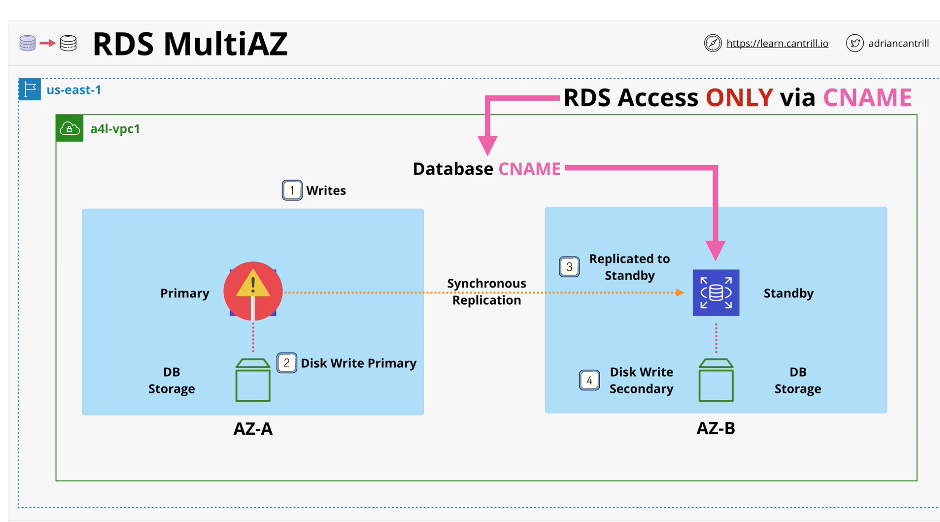 RDS MultiAZ
https://learn.cantrill.io
adriancantrill
us-east-1
RDS Access ONLY via CNAME
a4l-vpc1
Database CNAME
1 Writes
3 Replicated to
Standby
Primary
Synchronous
Replication
Standby
2 Disk Write Primary
DB
Storage
4 Disk Write
Secondary
DB
Storage
AZ-A
AZ-B